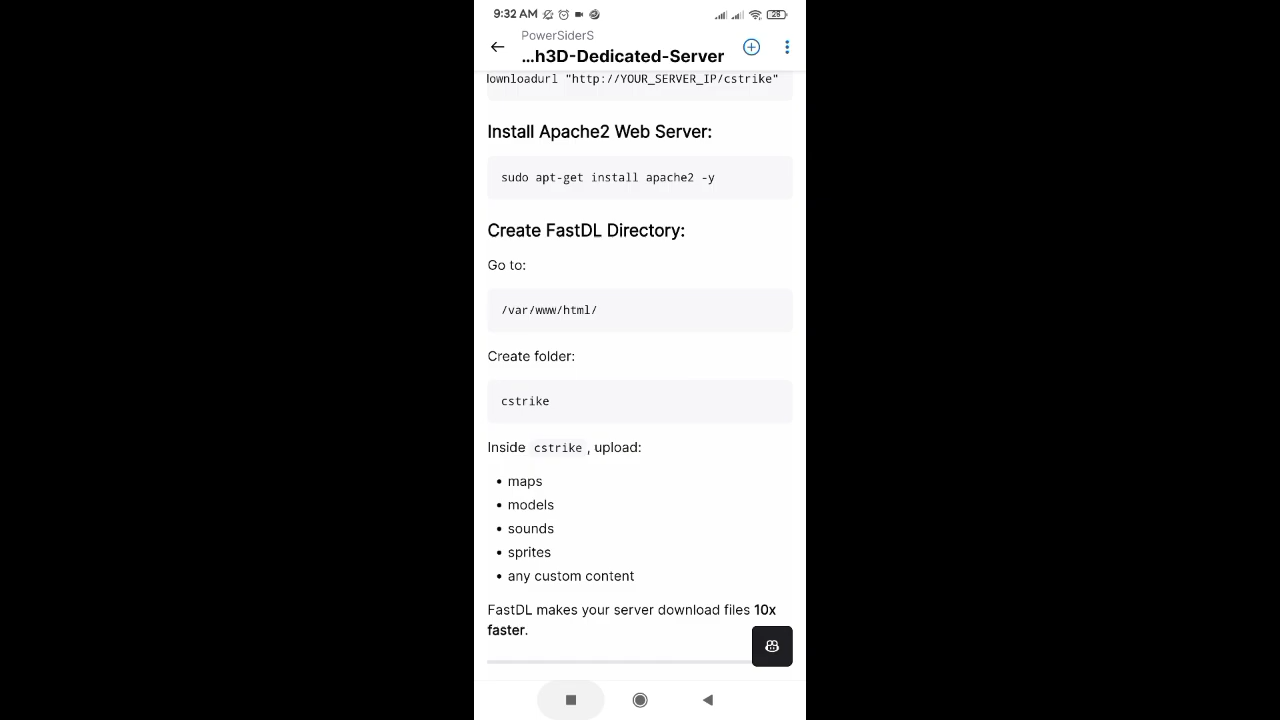 9:32 AM 28
PowerSiderS
...h3D-Dedicated-Server
lownloadurl "http://YOUR_SERVER_IP/cstrike"
Install Apache2 Web Server:
sudo apt-get install apache2 -y
Create FastDL Directory:
Go to:
/var/www/html/
Create folder:
cstrike
Inside cstrike , upload:
• maps
• models
• sounds
• sprites
• any custom content
FastDL makes your server download files 10x
faster.